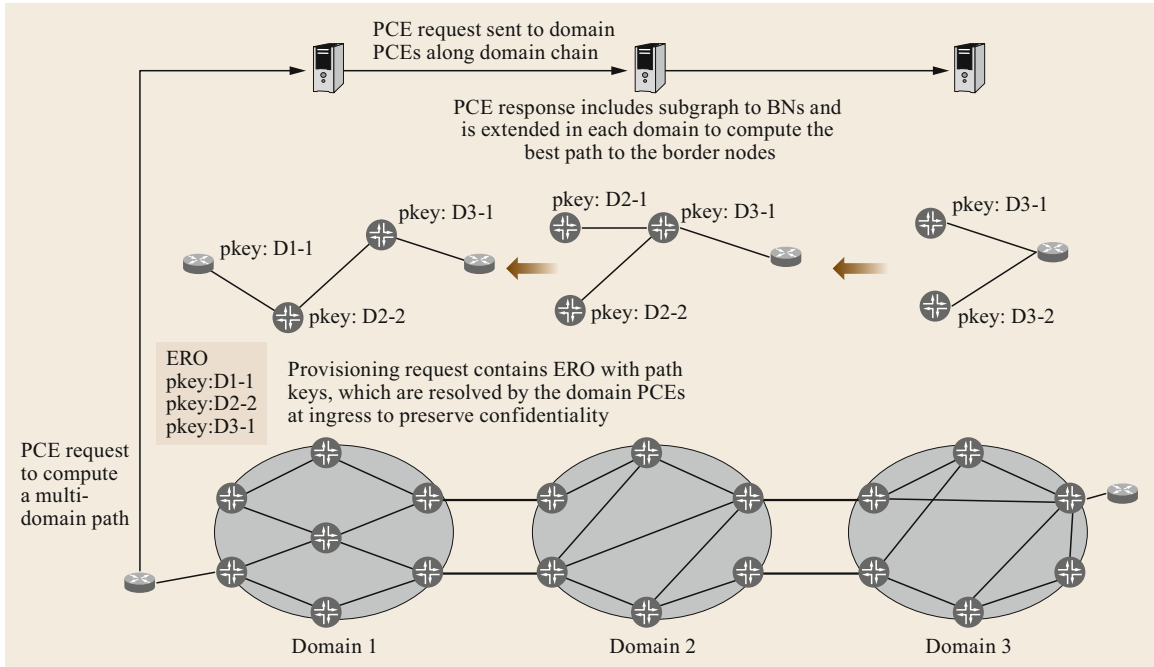 PCE request sent to domain
PCEs along domain chain
PCE response includes subgraph to BNs and
is extended in each domain to compute the
best path to the border nodes
pkey: D1-1
pkey: D3-1
pkey: D2-2
pkey: D2-1
pkey: D3-1
pkey: D2-2
pkey: D3-1
pkey: D3-2
ERO
pkey:D1-1
pkey:D2-2
pkey:D3-1
Provisioning request contains ERO with path
keys, which are resolved by the domain PCEs
at ingress to preserve confidentiality
PCE request
to compute
a multi-
domain path
Domain 1
Domain 2
Domain 3